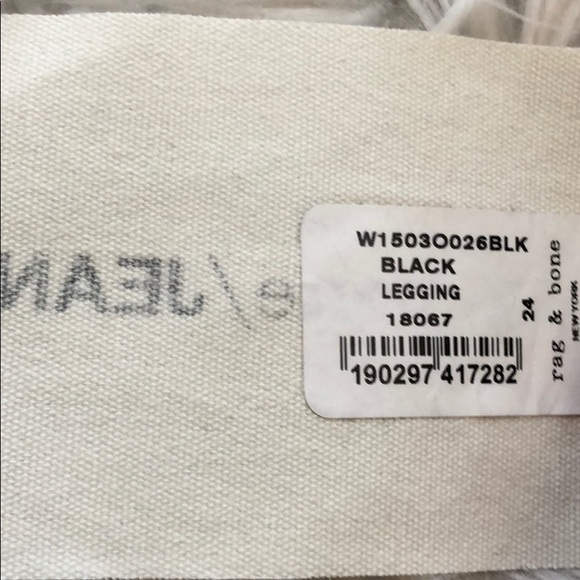 W1503O026BLK
BLACK
LEGGING
18067
190297 417282
24
rag & bone
NEW YORK
JEAN